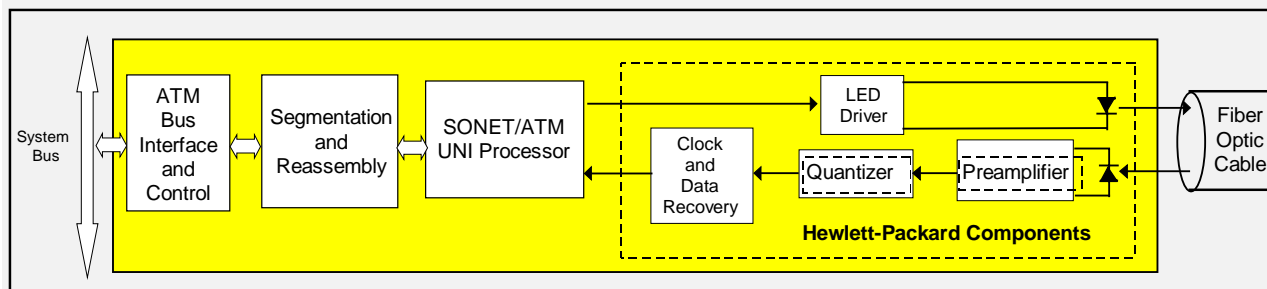 System
Bus
ATM
Bus
Interface
and
Control
Segmentation
and
Reassembly
SONET/ATM
UNI Processor
LED
Driver
Clock
and
Data
Recovery
Quantizer
Preamplifier
Hewlett-Packard Components
Fiber
Optic
Cable